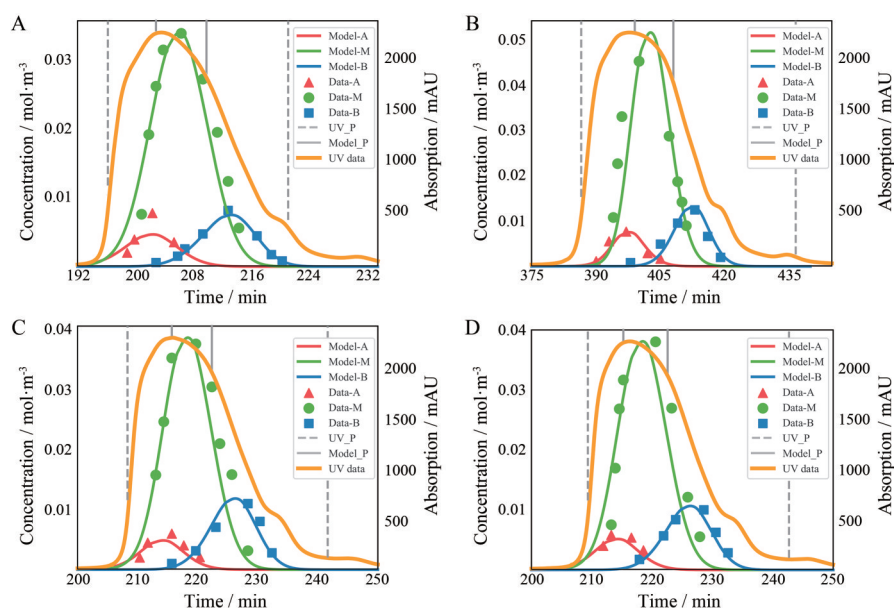 A
Concentration / mol·m⁻³
0.03
0.02
0.01
192 200 208 216 224 232
Time / min
2000
1500
1000
500
Absorption / mAU
Model-A
Model-M
Model-B
Data-A
Data-M
Data-B
UV_P
Model_P
UV data
B
Concentration / mol·m⁻³
0.05
0.04
0.03
0.02
0.01
375 390 405 420 435
Time / min
2000
1500
1000
500
Absorption / mAU
Model-A
Model-M
Model-B
Data-A
Data-M
Data-B
UV_P
Model_P
UV data
C
Concentration / mol·m⁻³
0.04
0.03
0.02
0.01
200 210 220 230 240 250
Time / min
2000
1500
1000
500
Absorption / mAU
Model-A
Model-M
Model-B
Data-A
Data-M
Data-B
UV_P
Model_P
UV data
D
Concentration / mol·m⁻³
0.04
0.03
0.02
0.01
200 210 220 230 240 250
Time / min
2000
1500
1000
500
Absorption / mAU
Model-A
Model-M
Model-B
Data-A
Data-M
Data-B
UV_P
Model_P
UV data